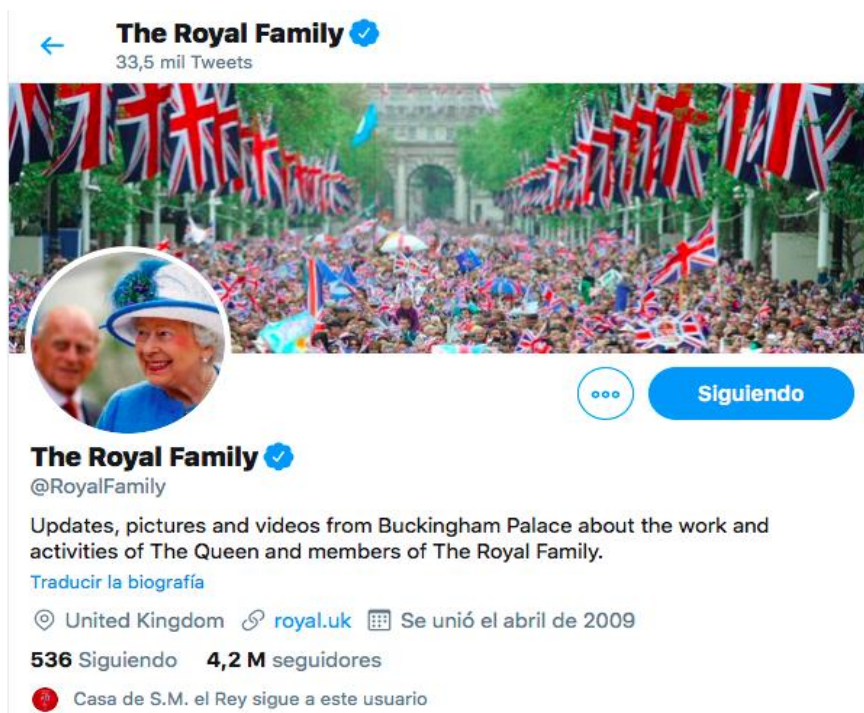 The Royal Family
33,5 mil Tweets
Siguiendo
The Royal Family
@RoyalFamily
Updates, pictures and videos from Buckingham Palace about the work and
activities of The Queen and members of The Royal Family.
Traducir la biografía
United Kingdom royal.uk Se unió el abril de 2009
536 Siguiendo 4,2 M seguidores
Casa de S.M. el Rey sigue a este usuario